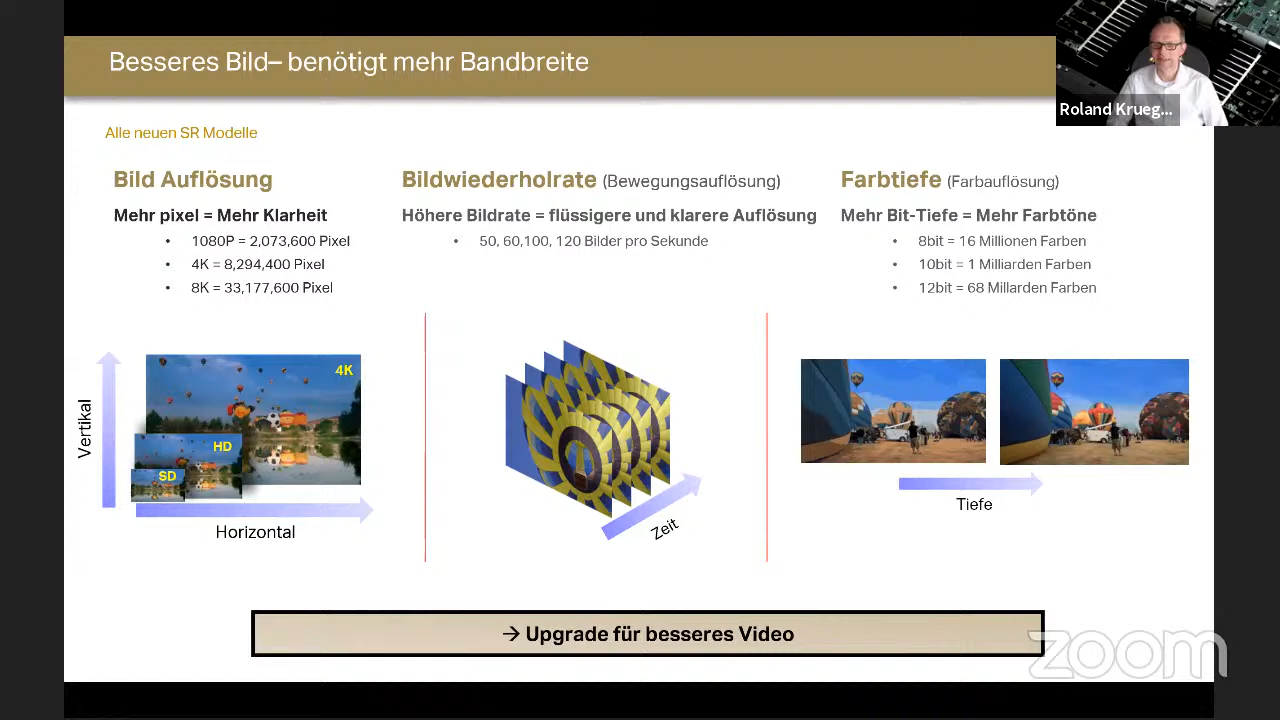 Besseres Bild– benötigt mehr Bandbreite
Roland Krueg...
Alle neuen SR Modelle
Bild Auflösung
Mehr pixel = Mehr Klarheit
• 1080P = 2,073,600 Pixel
• 4K = 8,294,400 Pixel
• 8K = 33,177,600 Pixel
Bildwiederholrate (Bewegungsauflösung)
Höhere Bildrate = flüssigere und klarere Auflösung
• 50, 60,100, 120 Bilder pro Sekunde
Farbtiefe (Farbauflösung)
Mehr Bit-Tiefe = Mehr Farbtöne
• 8bit = 16 Millionen Farben
• 10bit = 1 Milliarden Farben
• 12bit = 68 Millarden Farben
4K
HD
SD
Vertikal
Horizontal
Zeit
Tiefe
→ Upgrade für besseres Video
zoom